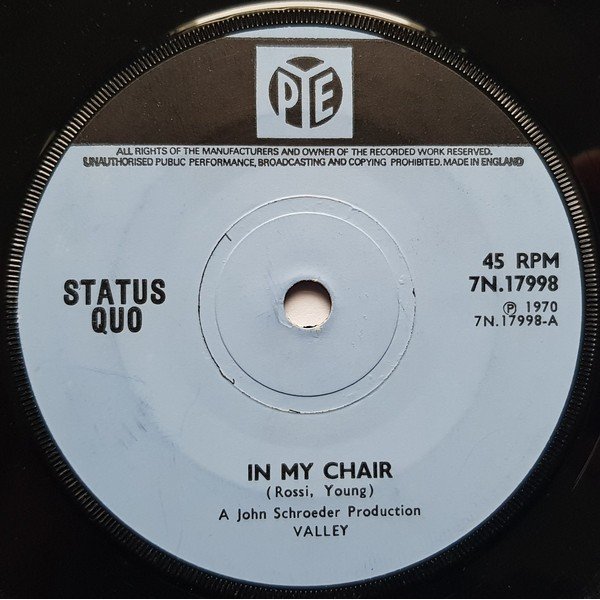 PYE
ALL RIGHTS OF THE MANUFACTURERS AND OWNER OF THE RECORDED WORK RESERVED.
UNAUTHORISED PUBLIC PERFORMANCE, BROADCASTING AND COPYING PROHIBITED. MADE IN ENGLAND
STATUS
QUO
45 RPM
7N.17998
℗ 1970
7N.17998-A
IN MY CHAIR
(Rossi, Young)
A John Schroeder Production
VALLEY